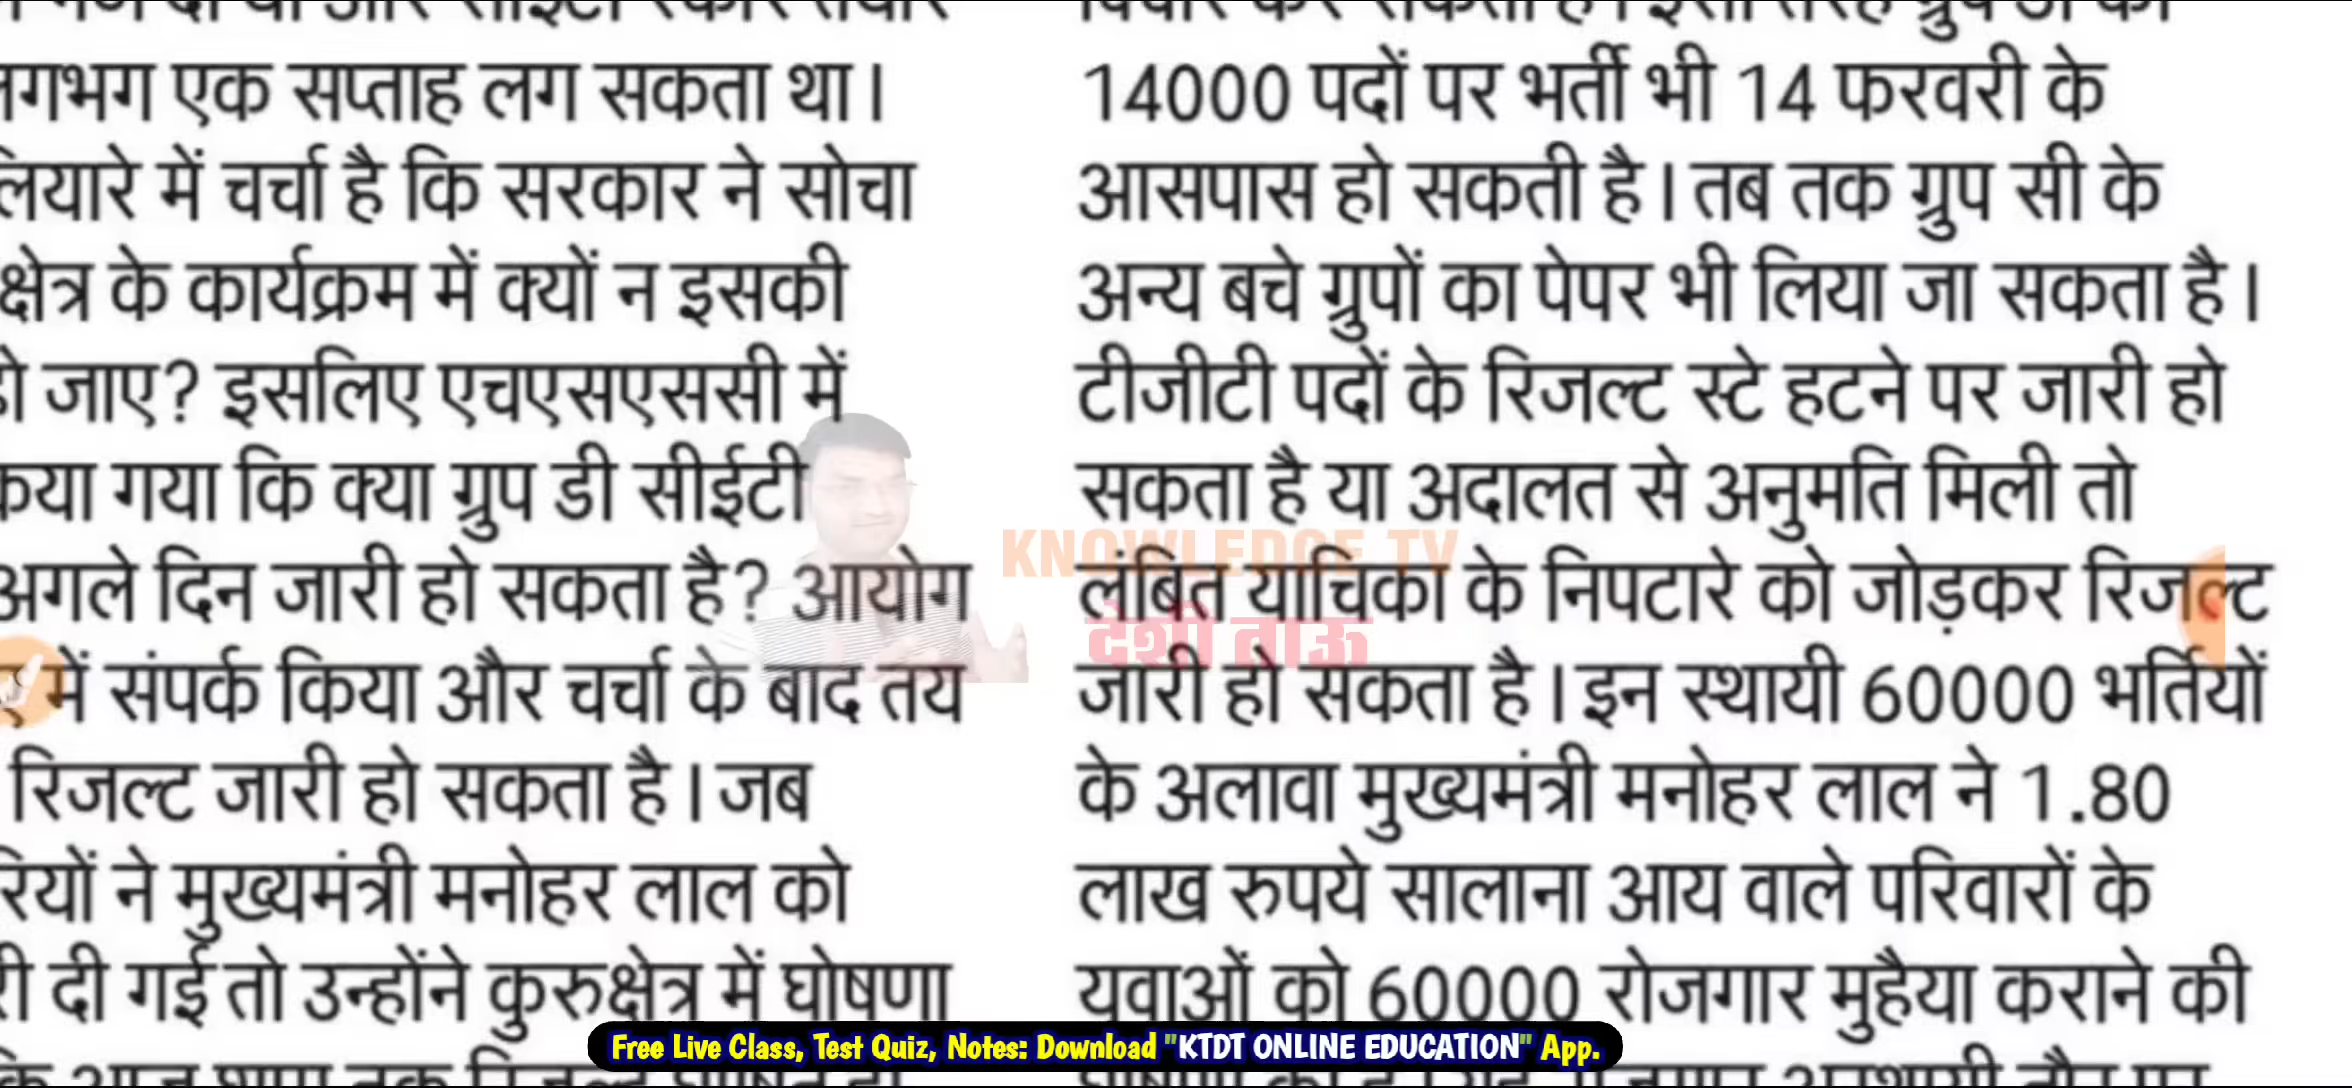 एक सप्ताह लग सकता था।
में चर्चा है कि सरकार ने सोचा
के कार्यक्रम में क्यों न इसकी
जाए? इसलिए एचएसएससी में
गया कि क्या ग्रुप डी सीईटी
अगले दिन जारी हो सकता है? आयोग
में संपर्क किया और चर्चा के बाद तय
रिजल्ट जारी हो सकता है। जब
ने मुख्यमंत्री मनोहर लाल को
दी गई तो उन्होंने कुरुक्षेत्र में घोषणा
14000 पदों पर भर्ती भी 14 फरवरी के
आसपास हो सकती है। तब तक ग्रुप सी के
अन्य बचे ग्रुपों का पेपर भी लिया जा सकता है।
टीजीटी पदों के रिजल्ट स्टे हटने पर जारी हो
सकता है या अदालत से अनुमति मिली तो
लंबित याचिका के निपटारे को जोड़कर रिजल्ट
जारी हो सकता है। इन स्थायी 60000 भर्तियों
के अलावा मुख्यमंत्री मनोहर लाल ने 1.80
लाख रुपये सालाना आय वाले परिवारों के
युवाओं को 60000 रोजगार मुहैया कराने की
KNOWLEDGE TV
देशी ताऊ
Free Live Class, Test Quiz, Notes: Download "KTDT ONLINE EDUCATION" App.